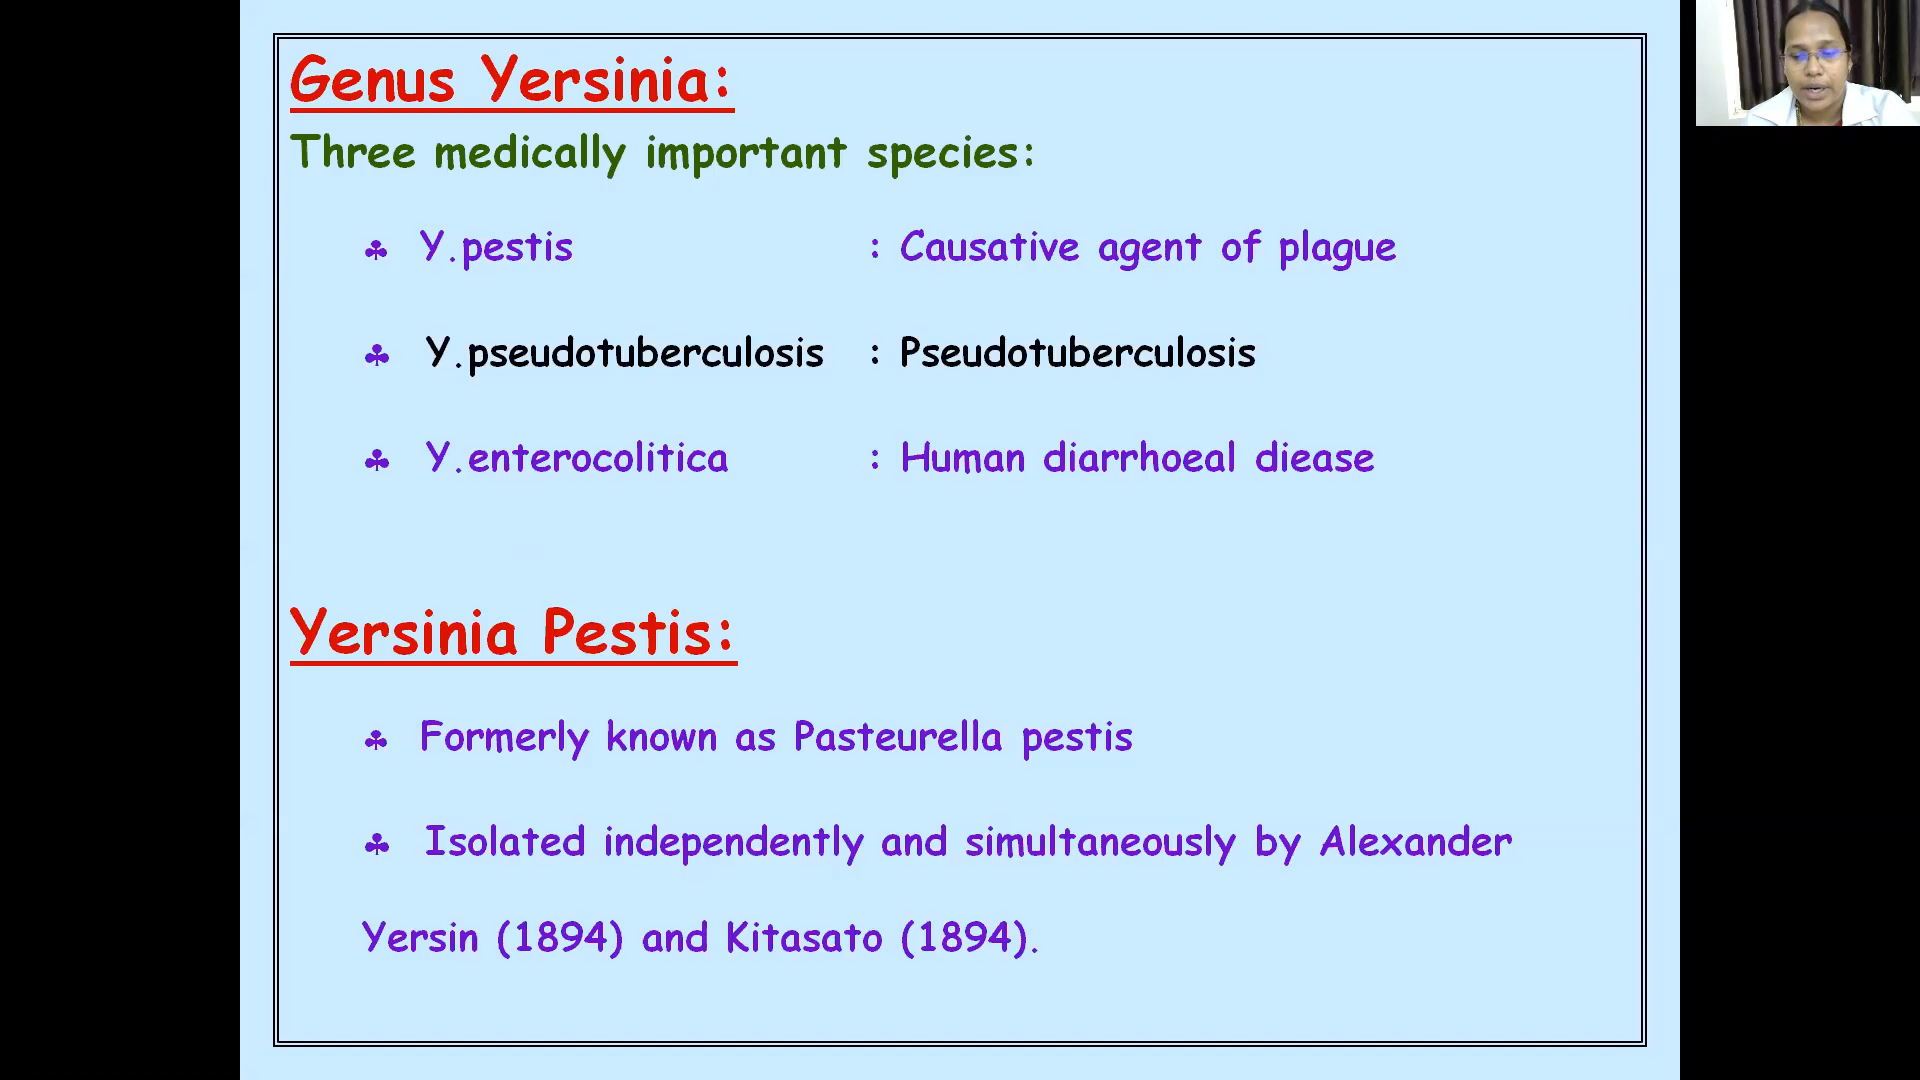 Genus Yersinia:
Three medically important species:
♣ Y.pestis : Causative agent of plague
♣ Y.pseudotuberculosis : Pseudotuberculosis
♣ Y.enterocolitica : Human diarrhoeal diease
Yersinia Pestis:
♣ Formerly known as Pasteurella pestis
♣ Isolated independently and simultaneously by Alexander
Yersin (1894) and Kitasato (1894).